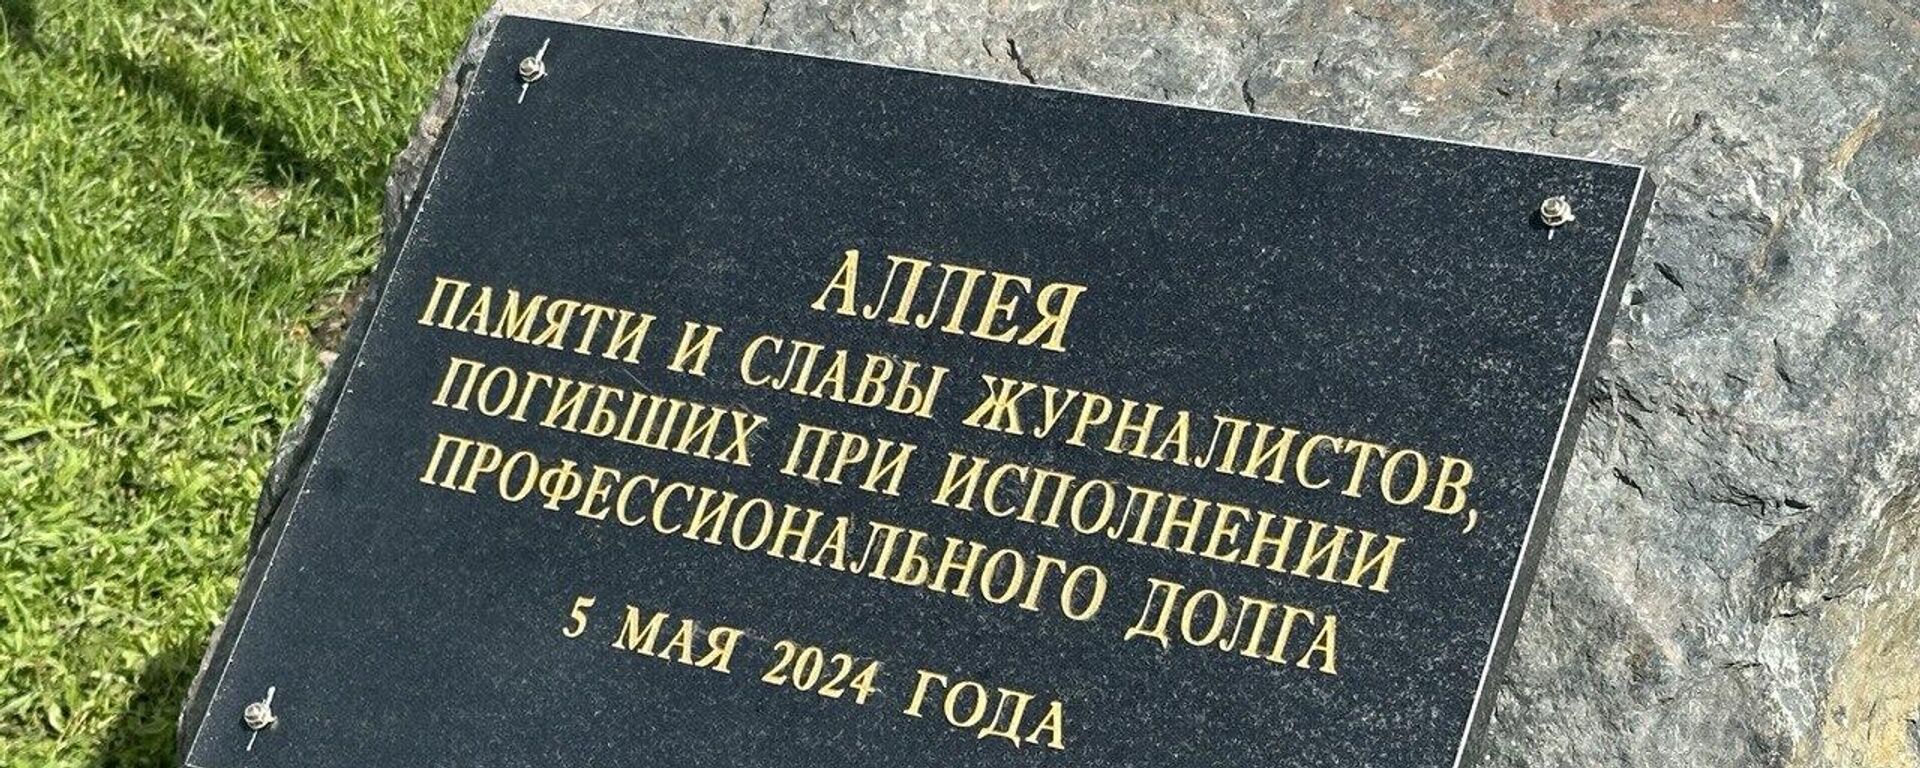 АЛЛЕЯ
ПАМЯТИ И СЛАВЫ ЖУРНАЛИСТОВ,
ПОГИБШИХ ПРИ ИСПОЛНЕНИИ
ПРОФЕССИОНАЛЬНОГО ДОЛГА
5 МАЯ 2024 ГОДА